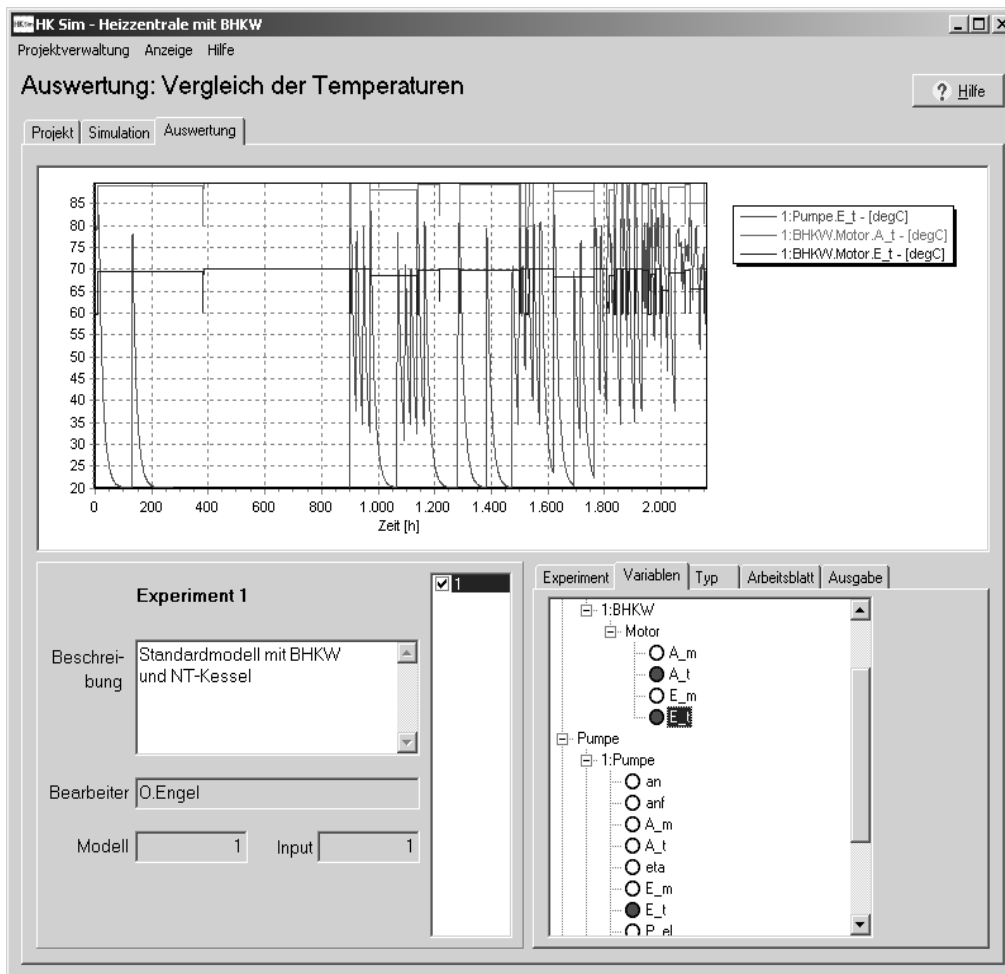 HK Sim - Heizzentrale mit BHKW
Projektverwaltung Anzeige Hilfe
Auswertung: Vergleich der Temperaturen
? Hilfe
Projekt Simulation Auswertung
85
80
75
70
65
60
55
50
45
40
35
30
25
20
0 200 400 600 800 1.000 1.200 1.400 1.600 1.800 2.000
Zeit [h]
1:Pumpe.E_t - [degC]
1:BHKW.Motor.A_t - [degC]
1:BHKW.Motor.E_t - [degC]
Experiment 1
Beschrei-
bung
Standardmodell mit BHKW
und NT-Kessel
Bearbeiter O.Engel
Modell 1 Input 1
1
Experiment Variablen Typ Arbeitsblatt Ausgabe
1:BHKW
Motor
A_m
A_t
E_m
E_t
Pumpe
1:Pumpe
an
anf
A_m
A_t
eta
E_m
E_t
P_el